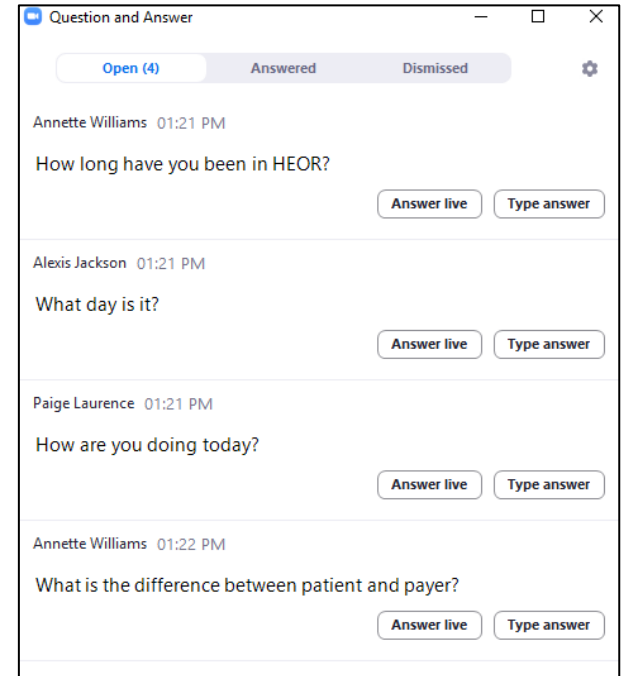 Question and Answer
Open (4) Answered Dismissed
Annette Williams 01:21 PM
How long have you been in HEOR?
Answer live Type answer
Alexis Jackson 01:21 PM
What day is it?
Answer live Type answer
Paige Laurence 01:21 PM
How are you doing today?
Answer live Type answer
Annette Williams 01:22 PM
What is the difference between patient and payer?
Answer live Type answer